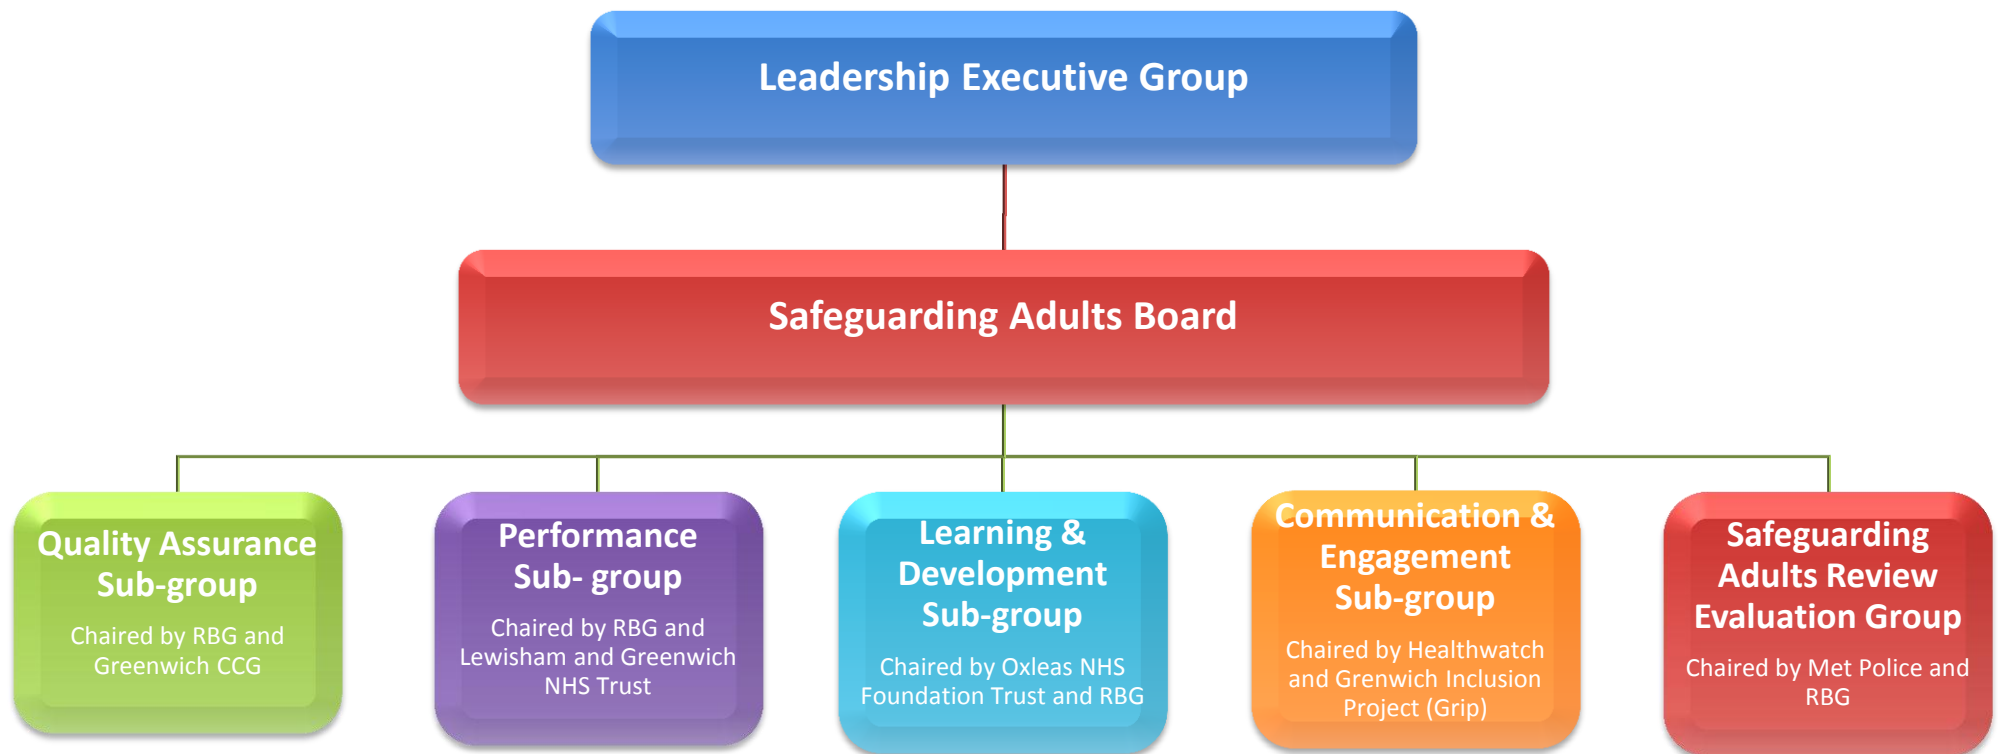 Leadership Executive Group
Safeguarding Adults Board
Quality Assurance
Sub-group
Chaired by RBG and
Greenwich CCG
Performance
Sub- group
Chaired by RBG and
Lewisham and Greenwich
NHS Trust
Learning &
Development
Sub-group
Chaired by Oxleas NHS
Foundation Trust and RBG
Communication &
Engagement
Sub-group
Chaired by Healthwatch
and Grenwich Inclusion
Project (Grip)
Safeguarding
Adults Review
Evaluation Group
Chaired by Met Police and
RBG